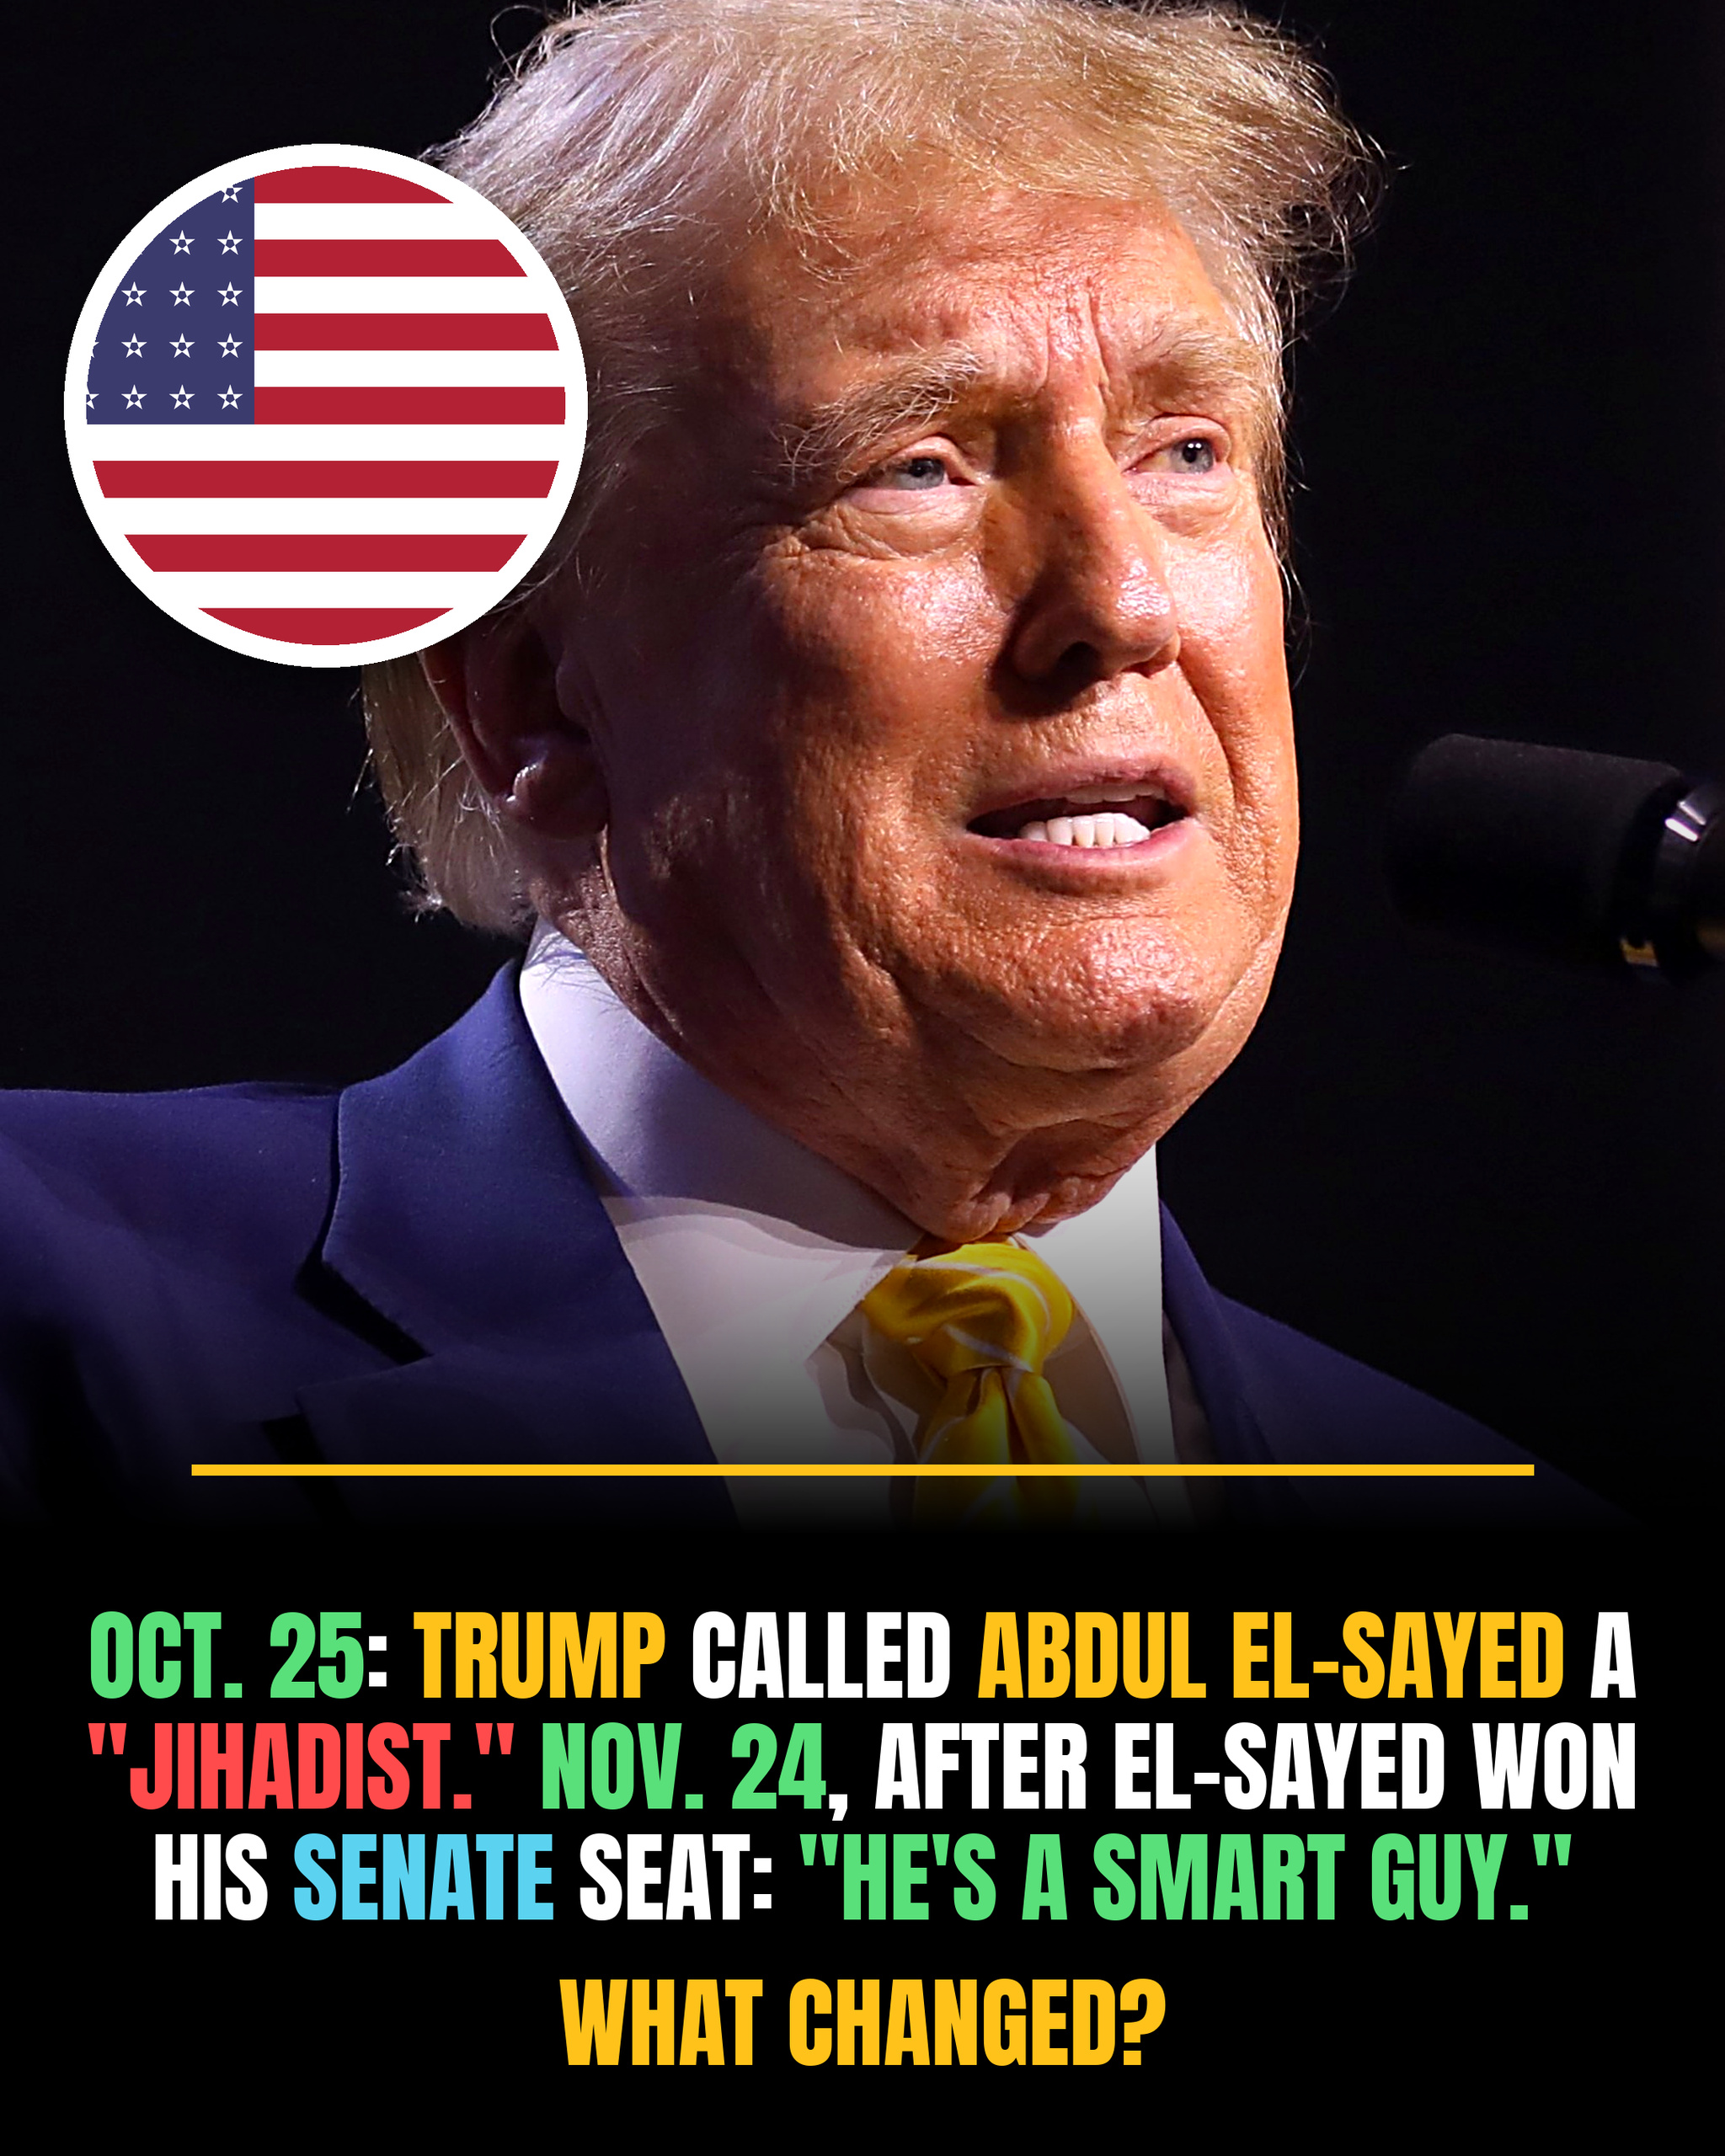 OCT. 25: TRUMP CALLED ABDUL EL-SAYED A
"JIHADIST." NOV. 24, AFTER EL-SAYED WON
HIS SENATE SEAT: "HE'S A SMART GUY."
WHAT CHANGED?